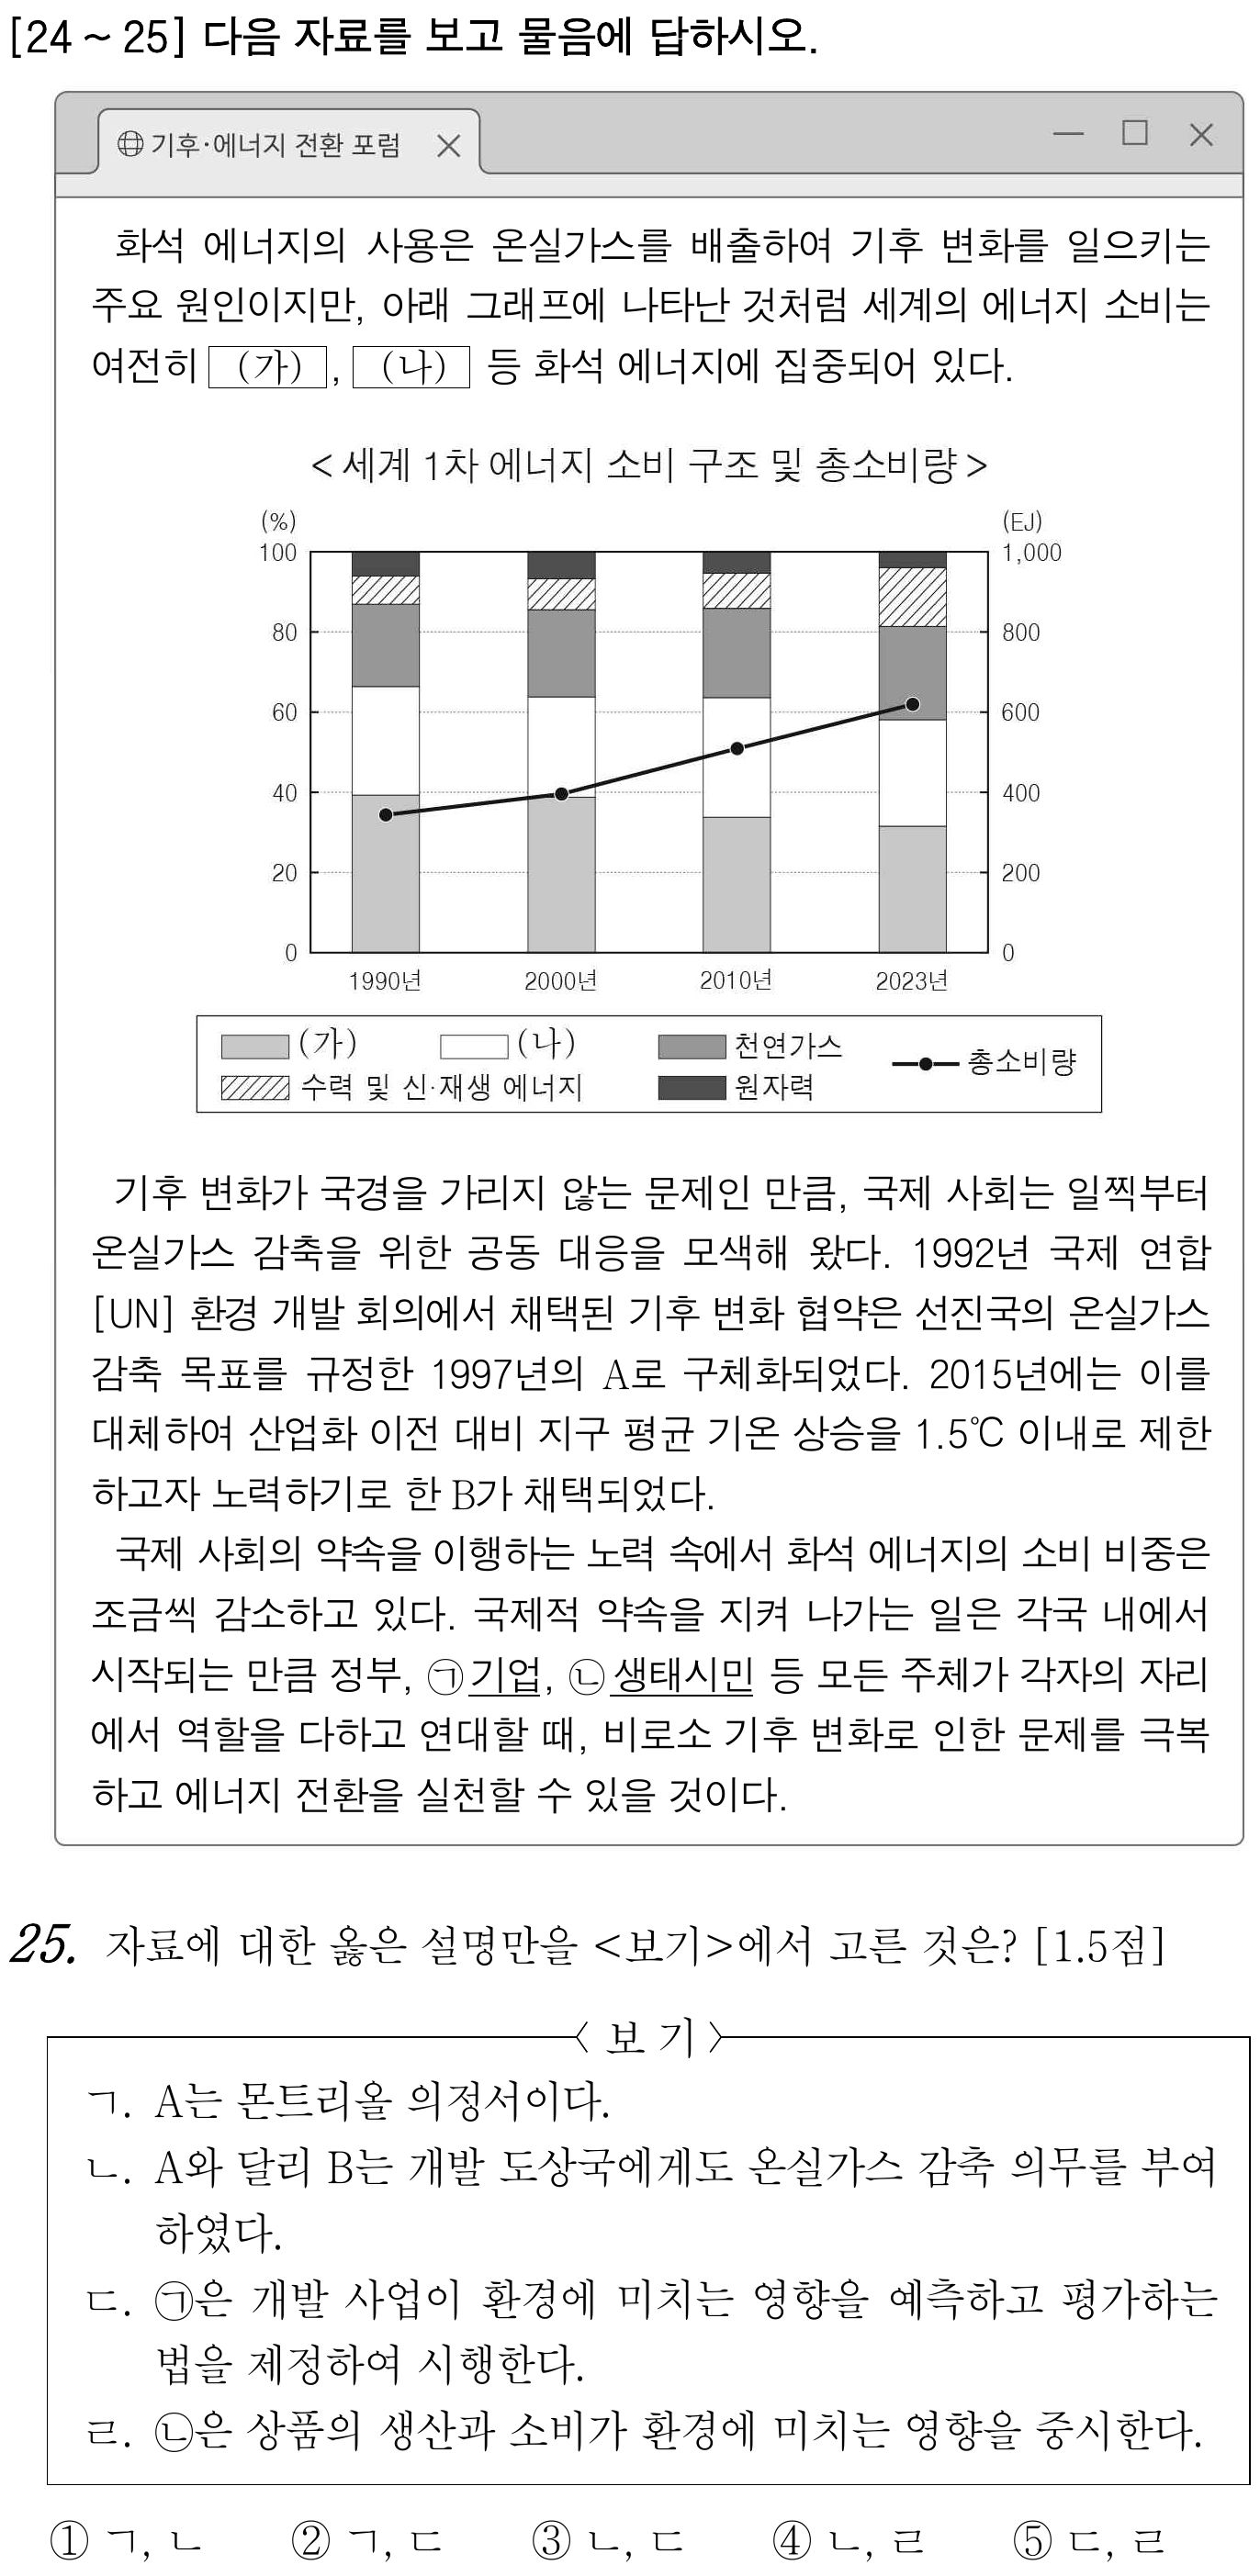 [24 ~ 25] 다음 자료를 보고 물음에 답하시오.
기후·에너지 전환 포럼
화석 에너지의 사용은 온실가스를 배출하여 기후 변화를 일으키는
주요 원인이지만, 아래 그래프에 나타난 것처럼 세계의 에너지 소비는
여전히 (가), (나) 등 화석 에너지에 집중되어 있다.
< 세계 1차 에너지 소비 구조 및 총소비량 >
(%) (EJ)
100 1,000
80 800
60 600
40 400
20 200
0 0
1990년 2000년 2010년 2023년
(가) (나) 천연가스 총소비량
수력 및 신·재생 에너지 원자력
기후 변화가 국경을 가리지 않는 문제인 만큼, 국제 사회는 일찍부터
온실가스 감축을 위한 공동 대응을 모색해 왔다. 1992년 국제 연합
[UN] 환경 개발 회의에서 채택된 기후 변화 협약은 선진국의 온실가스
감축 목표를 규정한 1997년의 A로 구체화되었다. 2015년에는 이를
대체하여 산업화 이전 대비 지구 평균 기온 상승을 1.5℃ 이내로 제한
하고자 노력하기로 한 B가 채택되었다.
국제 사회의 약속을 이행하는 노력 속에서 화석 에너지의 소비 비중은
조금씩 감소하고 있다. 국제적 약속을 지켜 나가는 일은 각국 내에서
시작되는 만큼 정부, ㉠기업, ㉡생태시민 등 모든 주체가 각자의 자리
에서 역할을 다하고 연대할 때, 비로소 기후 변화로 인한 문제를 극복
하고 에너지 전환을 실천할 수 있을 것이다.
25. 자료에 대한 옳은 설명만을 <보기>에서 고른 것은? [1.5점]
〈보기〉
ㄱ. A는 몬트리올 의정서이다.
ㄴ. A와 달리 B는 개발 도상국에게도 온실가스 감축 의무를 부여
하였다.
ㄷ. ㉠은 개발 사업이 환경에 미치는 영향을 예측하고 평가하는
법을 제정하여 시행한다.
ㄹ. ㉡은 상품의 생산과 소비가 환경에 미치는 영향을 중시한다.
① ㄱ, ㄴ ② ㄱ, ㄷ ③ ㄴ, ㄷ ④ ㄴ, ㄹ ⑤ ㄷ, ㄹ